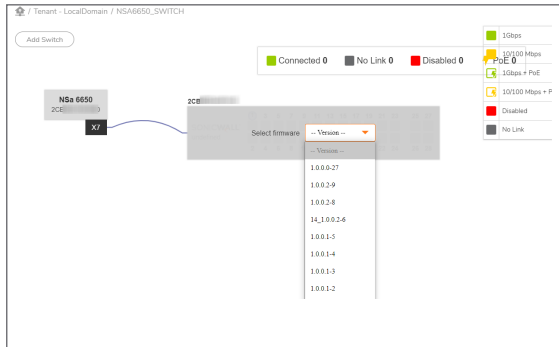 / Tenant - LocalDomain / NSA6650_SWITCH
Add Switch
Connected 0
No Link 0
Disabled 0
PoE 0
1Gbps
10/100 Mbps
1Gbps + PoE
10/100 Mbps + P
Disabled
No Link
NSa 6650
X7
2CB
Select firmware
-- Version --
-- Version --
1.0.0.0-27
1.0.0.2-9
1.0.0.2-8
14_1.0.0.2-6
1.0.0.1-5
1.0.0.1-4
1.0.0.1-3
1.0.0.1-2